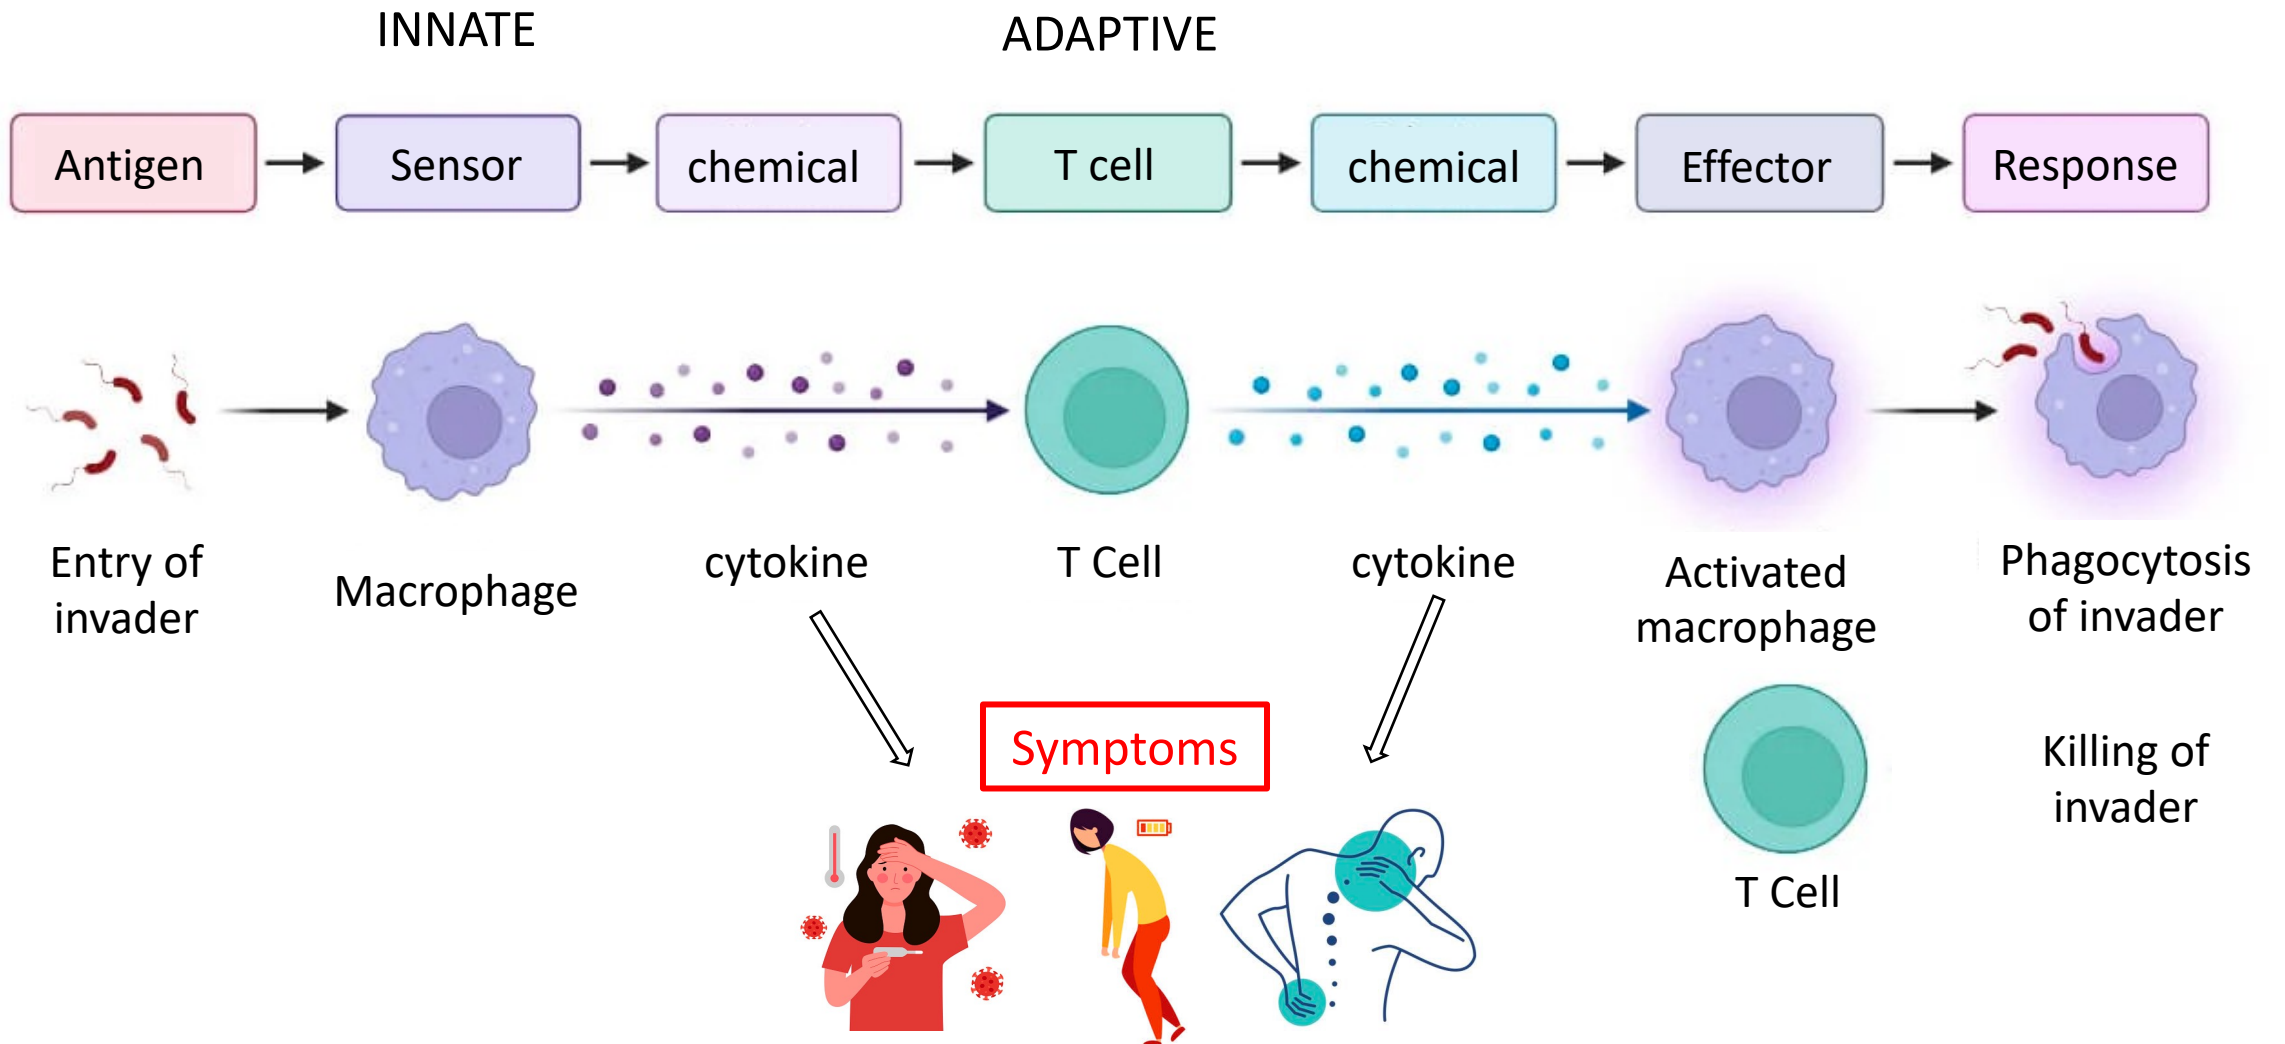 INNATE
ADAPTIVE
Antigen
Sensor
chemical
T cell
chemical
Effector
Response
Entry of
invader
Macrophage
cytokine
T Cell
cytokine
Activated
macrophage
Phagocytosis
of invader
Symptoms
Killing of
invader
T Cell